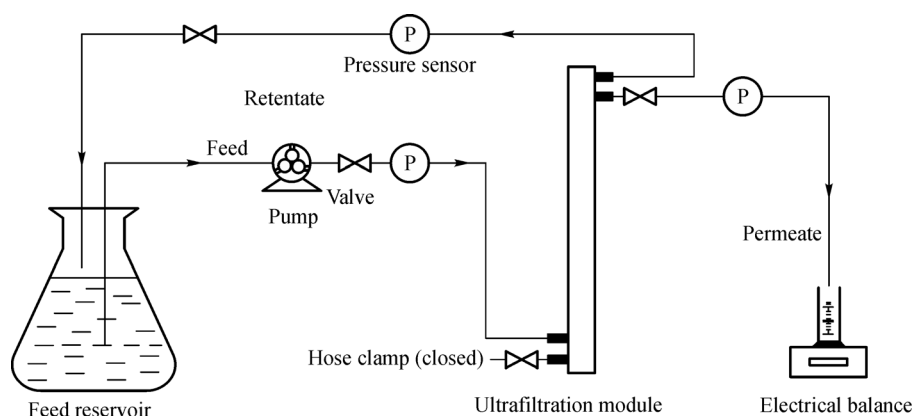 P
Pressure sensor
Retentate
P
Feed
P
Valve
Pump
Permeate
Hose clamp (closed)
Feed reservoir
Ultrafiltration module
Electrical balance